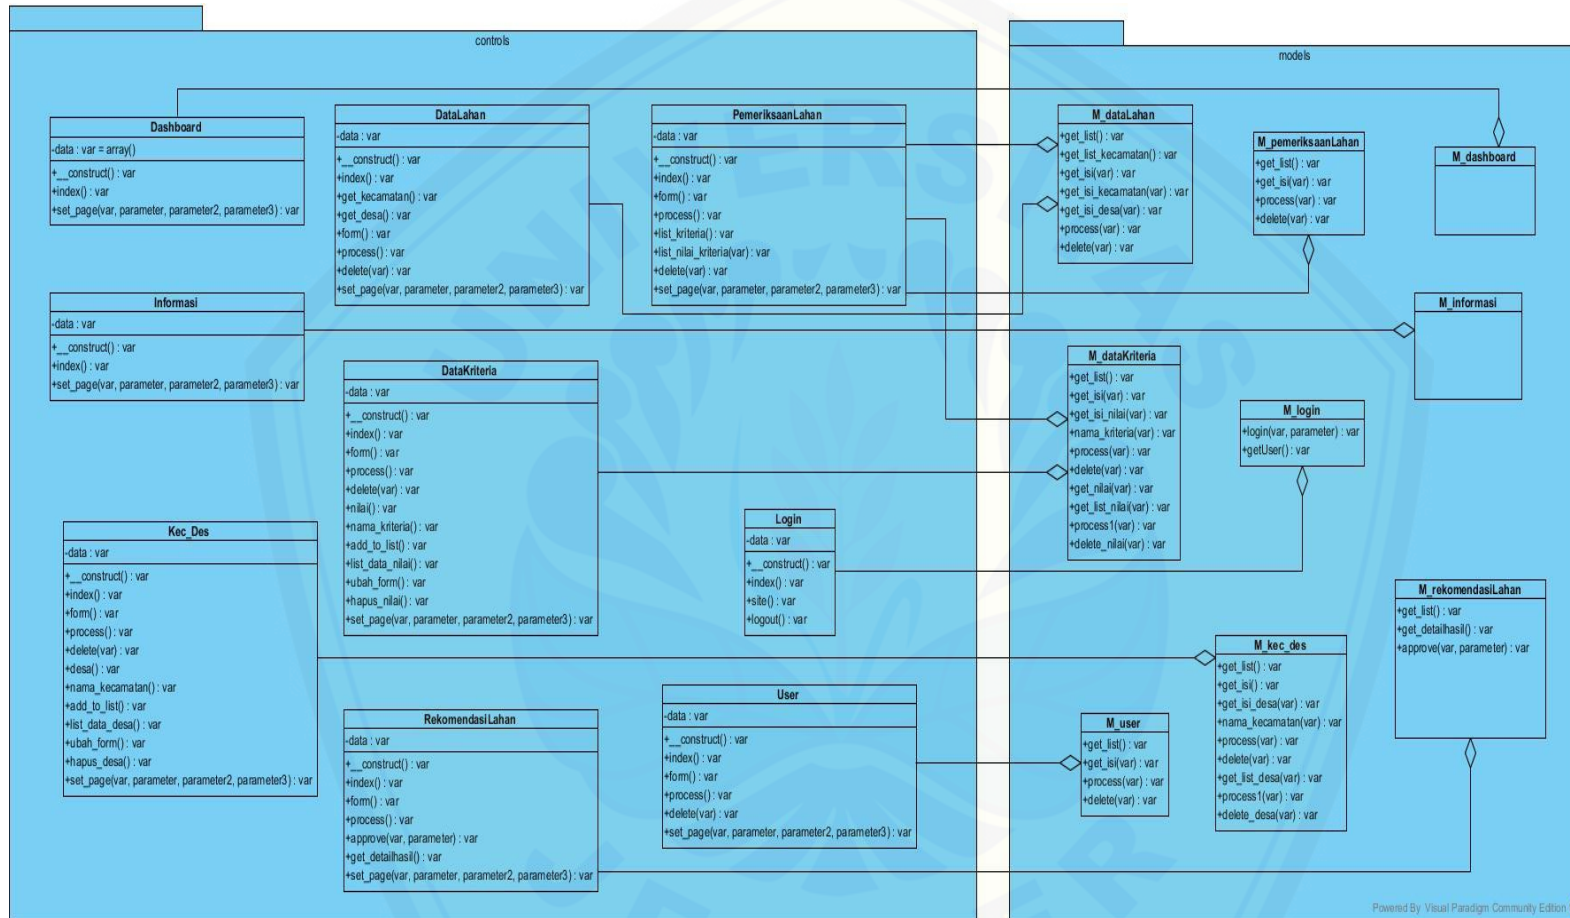 controls
Dashboard
-data : var = array()
+__construct() : var
+index() : var
+set_page(var, parameter, parameter2, parameter3) : var
DataLahan
-data : var
+__construct() : var
+index() : var
+get_kecamatan() : var
+get_desa() : var
+form() : var
+process() : var
+delete(var) : var
+set_page(var, parameter, parameter2, parameter3) : var
PemeriksaanLahan
-data : var
+__construct() : var
+index() : var
+form() : var
+process() : var
+list_kriteria() : var
+list_nilai_kriteria(var) : var
+delete(var) : var
+set_page(var, parameter, parameter2, parameter3) : var
Informasi
-data : var
+__construct() : var
+index() : var
+set_page(var, parameter, parameter2, parameter3) : var
DataKriteria
-data : var
+__construct() : var
+index() : var
+form() : var
+process() : var
+delete(var) : var
+nilai() : var
+nama_kriteria() : var
+add_to_list() : var
+list_data_nilai() : var
+ubah_form() : var
+hapus_nilai() : var
+set_page(var, parameter, parameter2, parameter3) : var
Kec_Des
-data : var
+__construct() : var
+index() : var
+form() : var
+process() : var
+delete(var) : var
+desa() : var
+nama_kecamatan() : var
+add_to_list() : var
+list_data_desa() : var
+ubah_form() : var
+hapus_desa() : var
+set_page(var, parameter, parameter2, parameter3) : var
Login
-data : var
+__construct() : var
+index() : var
+site() : var
+logout() : var
RekomendasiLahan
-data : var
+__construct() : var
+index() : var
+form() : var
+process() : var
+approve(var, parameter) : var
+get_detailhasil() : var
+set_page(var, parameter, parameter2, parameter3) : var
User
-data : var
+__construct() : var
+index() : var
+form() : var
+process() : var
+delete(var) : var
+set_page(var, parameter, parameter2, parameter3) : var
models
M_dataLahan
+get_list() : var
+get_list_kecamatan() : var
+get_isi(var) : var
+get_isi_kecamatan(var) : var
+get_isi_desa(var) : var
+process(var) : var
+delete(var) : var
M_pemeriksaanLahan
+get_list() : var
+get_isi(var) : var
+process(var) : var
+delete(var) : var
M_dashboard
M_informasi
M_dataKriteria
+get_list() : var
+get_isi(var) : var
+get_isi_nilai(var) : var
+nama_kriteria(var) : var
+process(var) : var
+delete(var) : var
+get_nilai(var) : var
+get_list_nilai(var) : var
+process1(var) : var
+delete_nilai(var) : var
M_login
+login(var, parameter) : var
+getUser() : var
M_rekomendasiLahan
+get_list() : var
+get_detailhasil() : var
+approve(var, parameter) : var
M_kec_des
+get_list() : var
+get_isi() : var
+get_isi_desa(var) : var
+nama_kecamatan(var) : var
+process(var) : var
+delete(var) : var
+get_list_desa(var) : var
+process1(var) : var
+delete_desa(var) : var
M_user
+get_list() : var
+get_isi(var) : var
+process(var) : var
+delete(var) : var
Powered By Visual Paradigm Community Edition
UNIVERSITAS